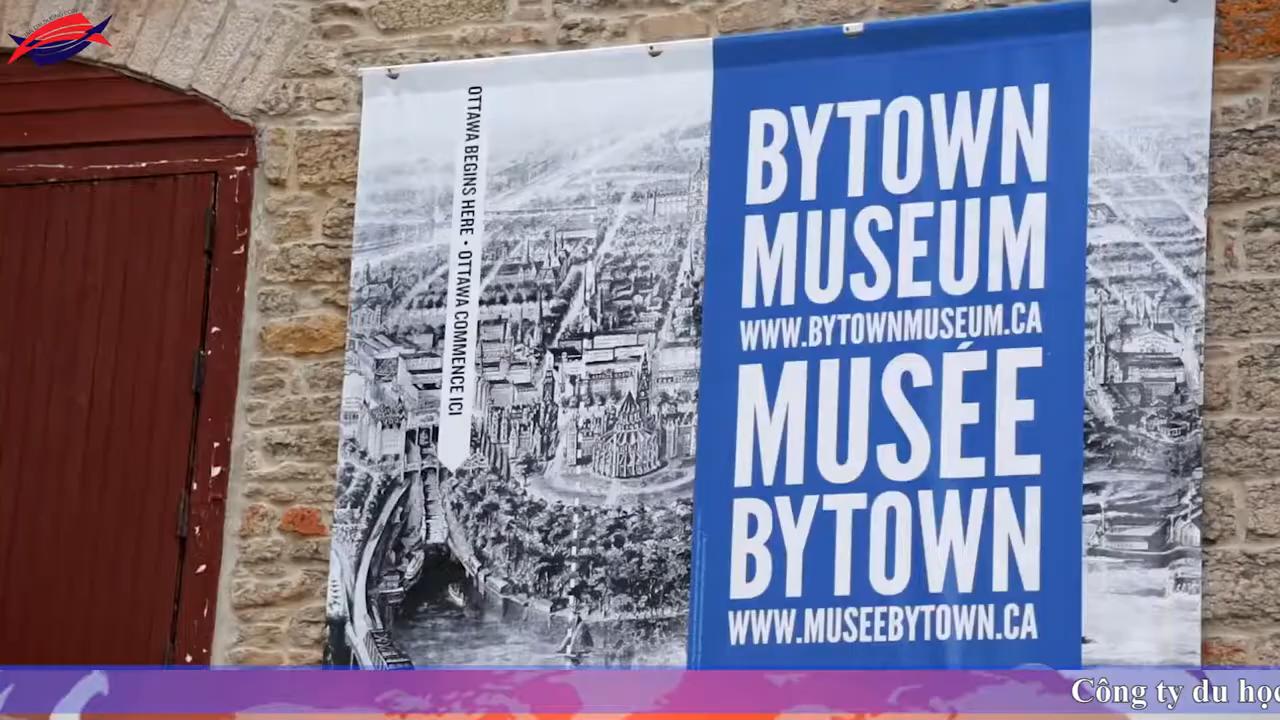 OTTAWA BEGINS HERE • OTTAWA COMMENCE ICI
BYTOWN
MUSEUM
WWW.BYTOWNMUSEUM.CA
MUSÉE
BYTOWN
WWW.MUSEEBYTOWN.CA
Công ty du học